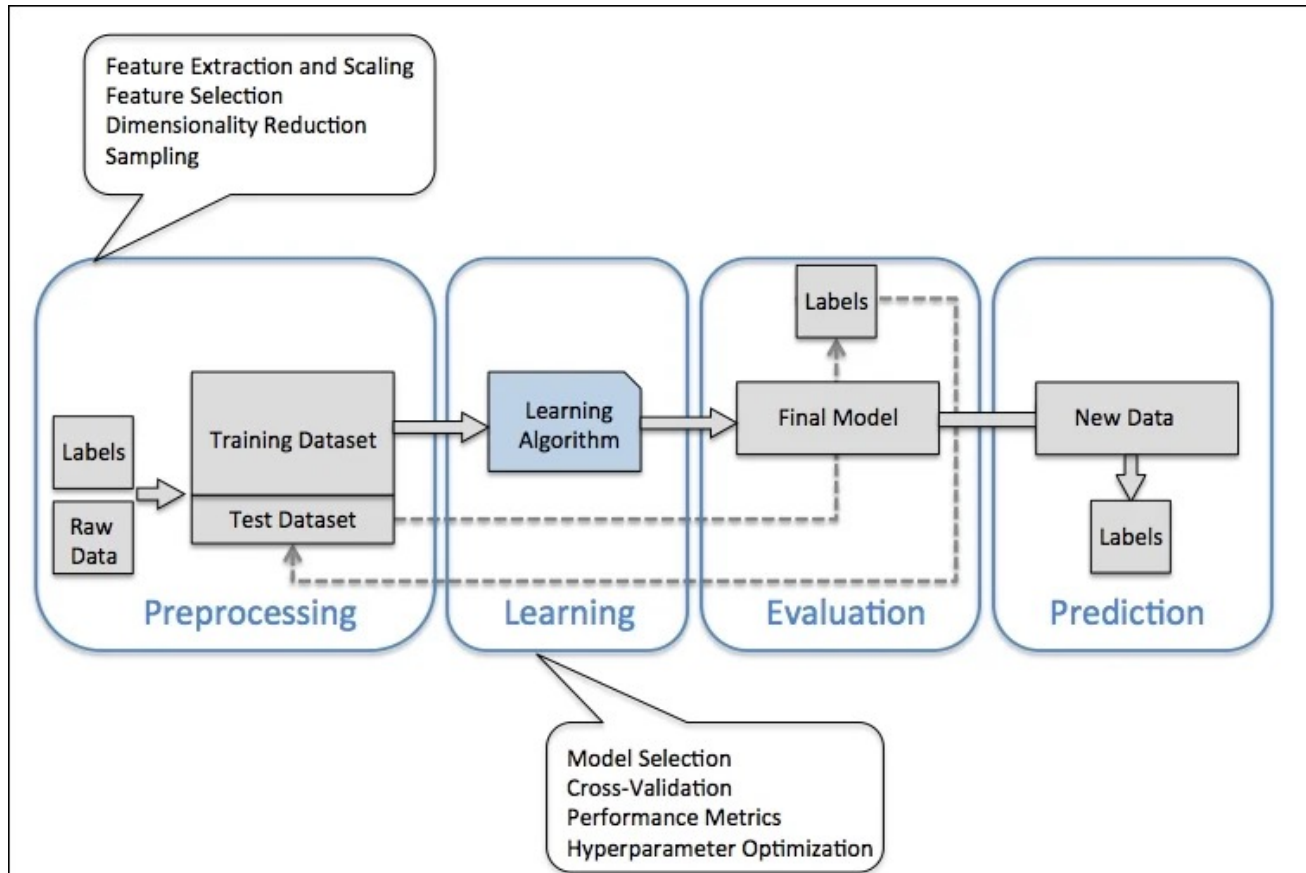 Feature Extraction and Scaling
Feature Selection
Dimensionality Reduction
Sampling
Labels
Raw
Data
Training Dataset
Test Dataset
Preprocessing
Learning
Algorithm
Learning
Labels
Final Model
Evaluation
New Data
Labels
Prediction
Model Selection
Cross-Validation
Performance Metrics
Hyperparameter Optimization